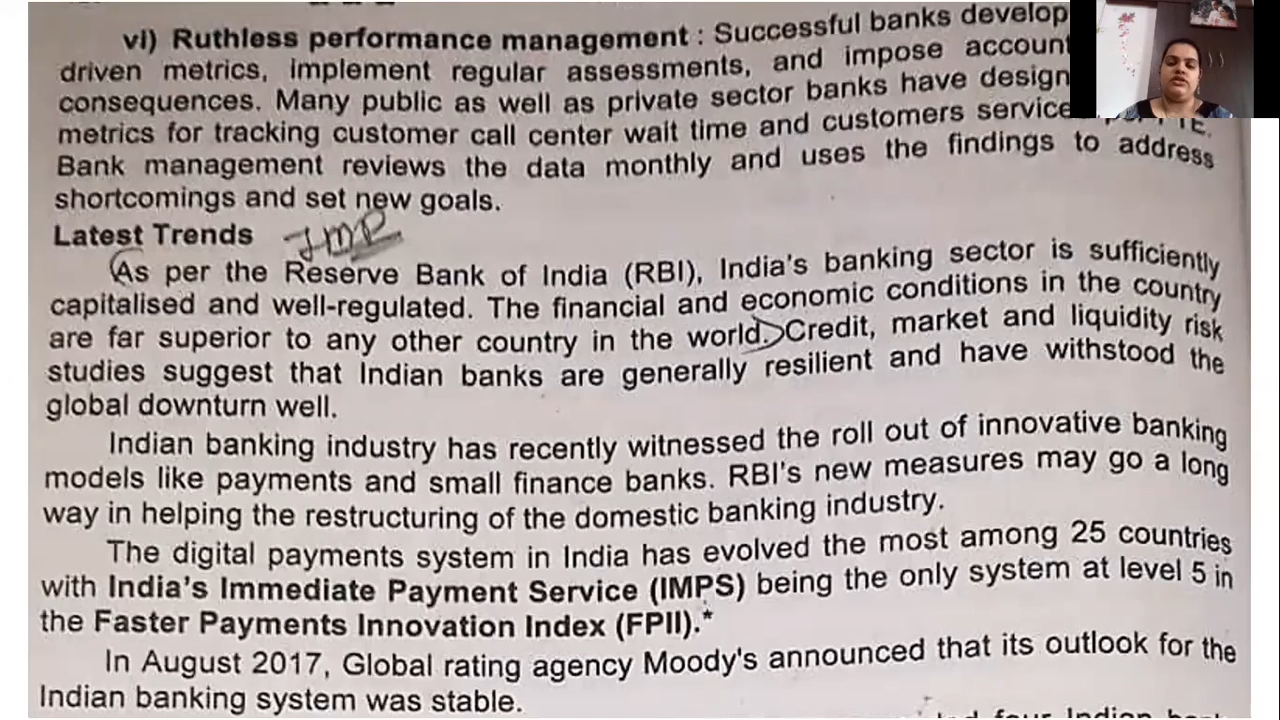 vi) Ruthless performance management : Successful banks develop
driven metrics, implement regular assessments, and impose account
consequences. Many public as well as private sector banks have design
metrics for tracking customer call center wait time and customers service
Bank management reviews the data monthly and uses the findings to address
shortcomings and set new goals.
Latest Trends IMP
As per the Reserve Bank of India (RBI), India's banking sector is sufficiently
capitalised and well-regulated. The financial and economic conditions in the country
are far superior to any other country in the world. Credit, market and liquidity risk
studies suggest that Indian banks are generally resilient and have withstood the
global downturn well.
Indian banking industry has recently witnessed the roll out of innovative banking
models like payments and small finance banks. RBI's new measures may go a long
way in helping the restructuring of the domestic banking industry.
The digital payments system in India has evolved the most among 25 countries
with India's Immediate Payment Service (IMPS) being the only system at level 5 in
the Faster Payments Innovation Index (FPII).*
In August 2017, Global rating agency Moody's announced that its outlook for the
Indian banking system was stable.
four Indian